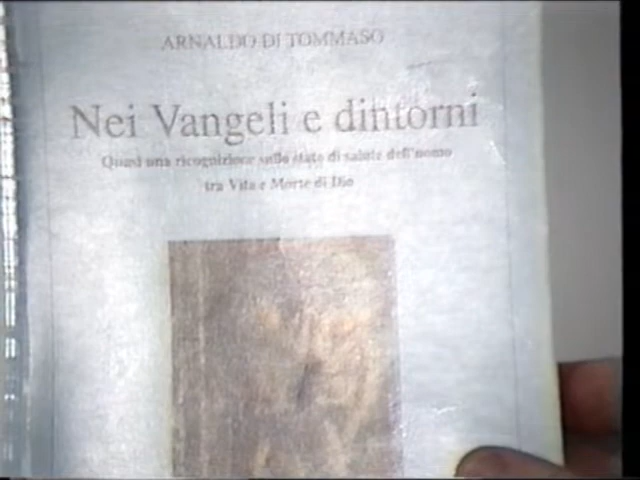 ARNALDO DI TOMMASO
Nei Vangeli e dintorni
Quasi una ricognizione sullo stato di salute dell'uomo
tra Vita e Morte di Dio